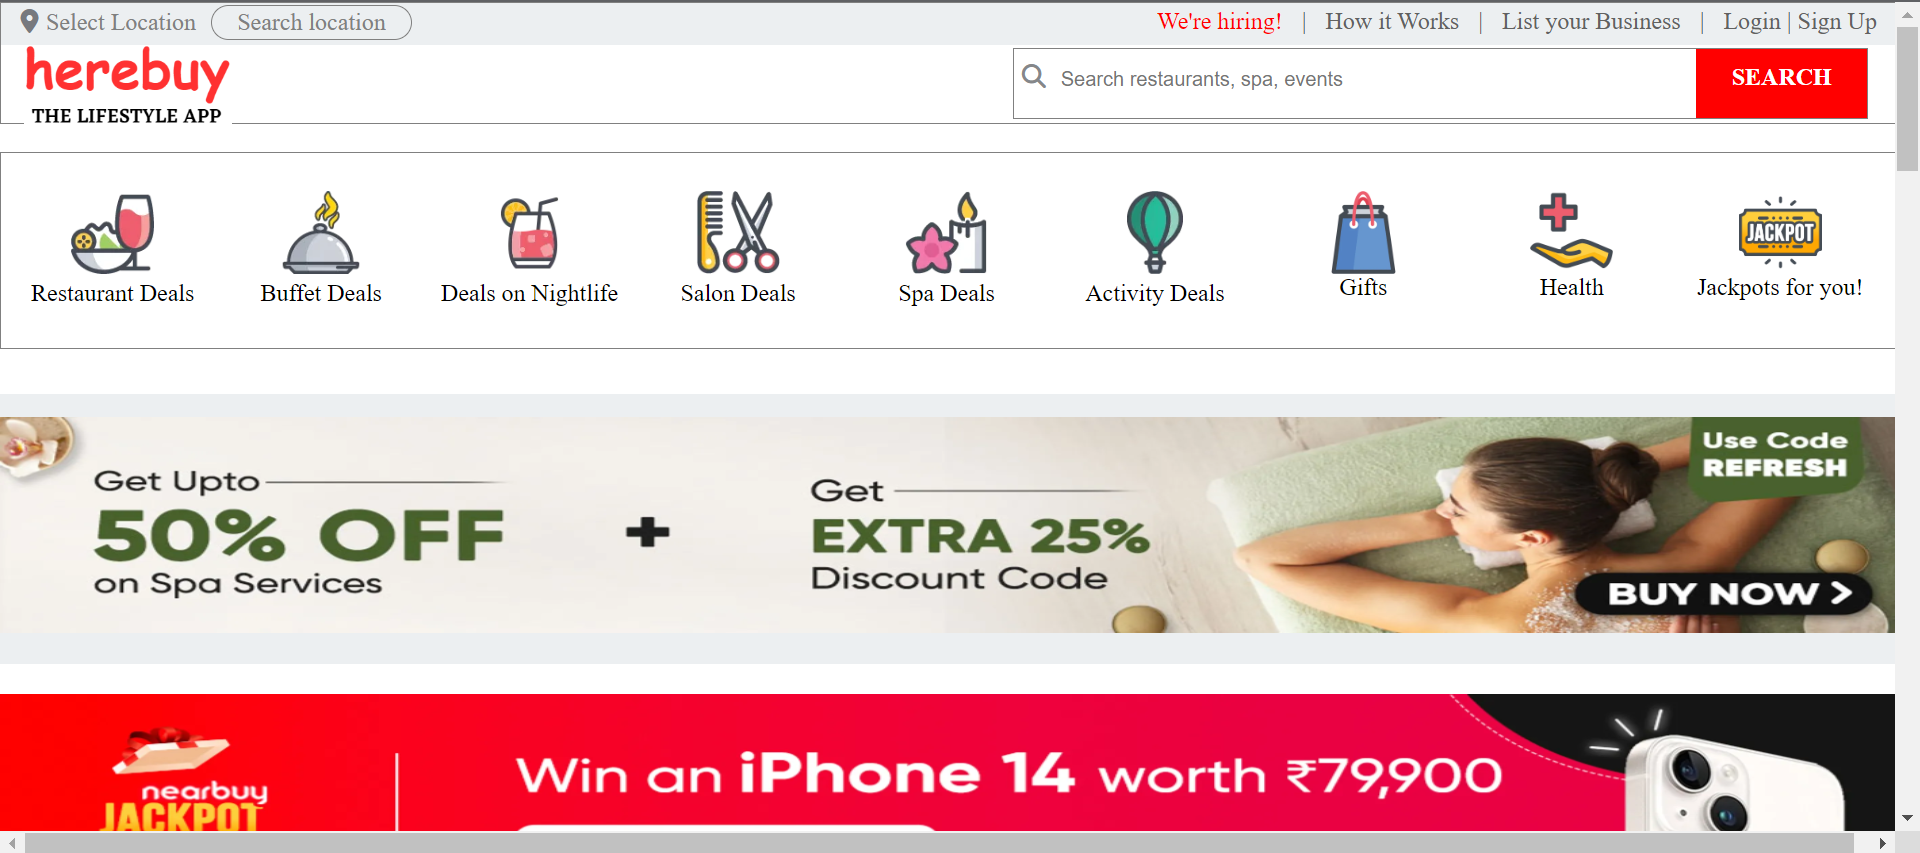 Select Location
Search location
We're hiring! | How it Works | List your Business | Login | Sign Up
herebuy
THE LIFESTYLE APP
Search restaurants, spa, events
SEARCH
JACKPOT
Restaurant Deals
Buffet Deals
Deals on Nightlife
Salon Deals
Spa Deals
Activity Deals
Gifts
Health
Jackpots for you!
Get Upto
50% OFF
on Spa Services
+
Get
EXTRA 25%
Discount Code
Use Code
REFRESH
BUY NOW >
nearbuy
JACKPOT
Win an iPhone 14 worth ₹79,900